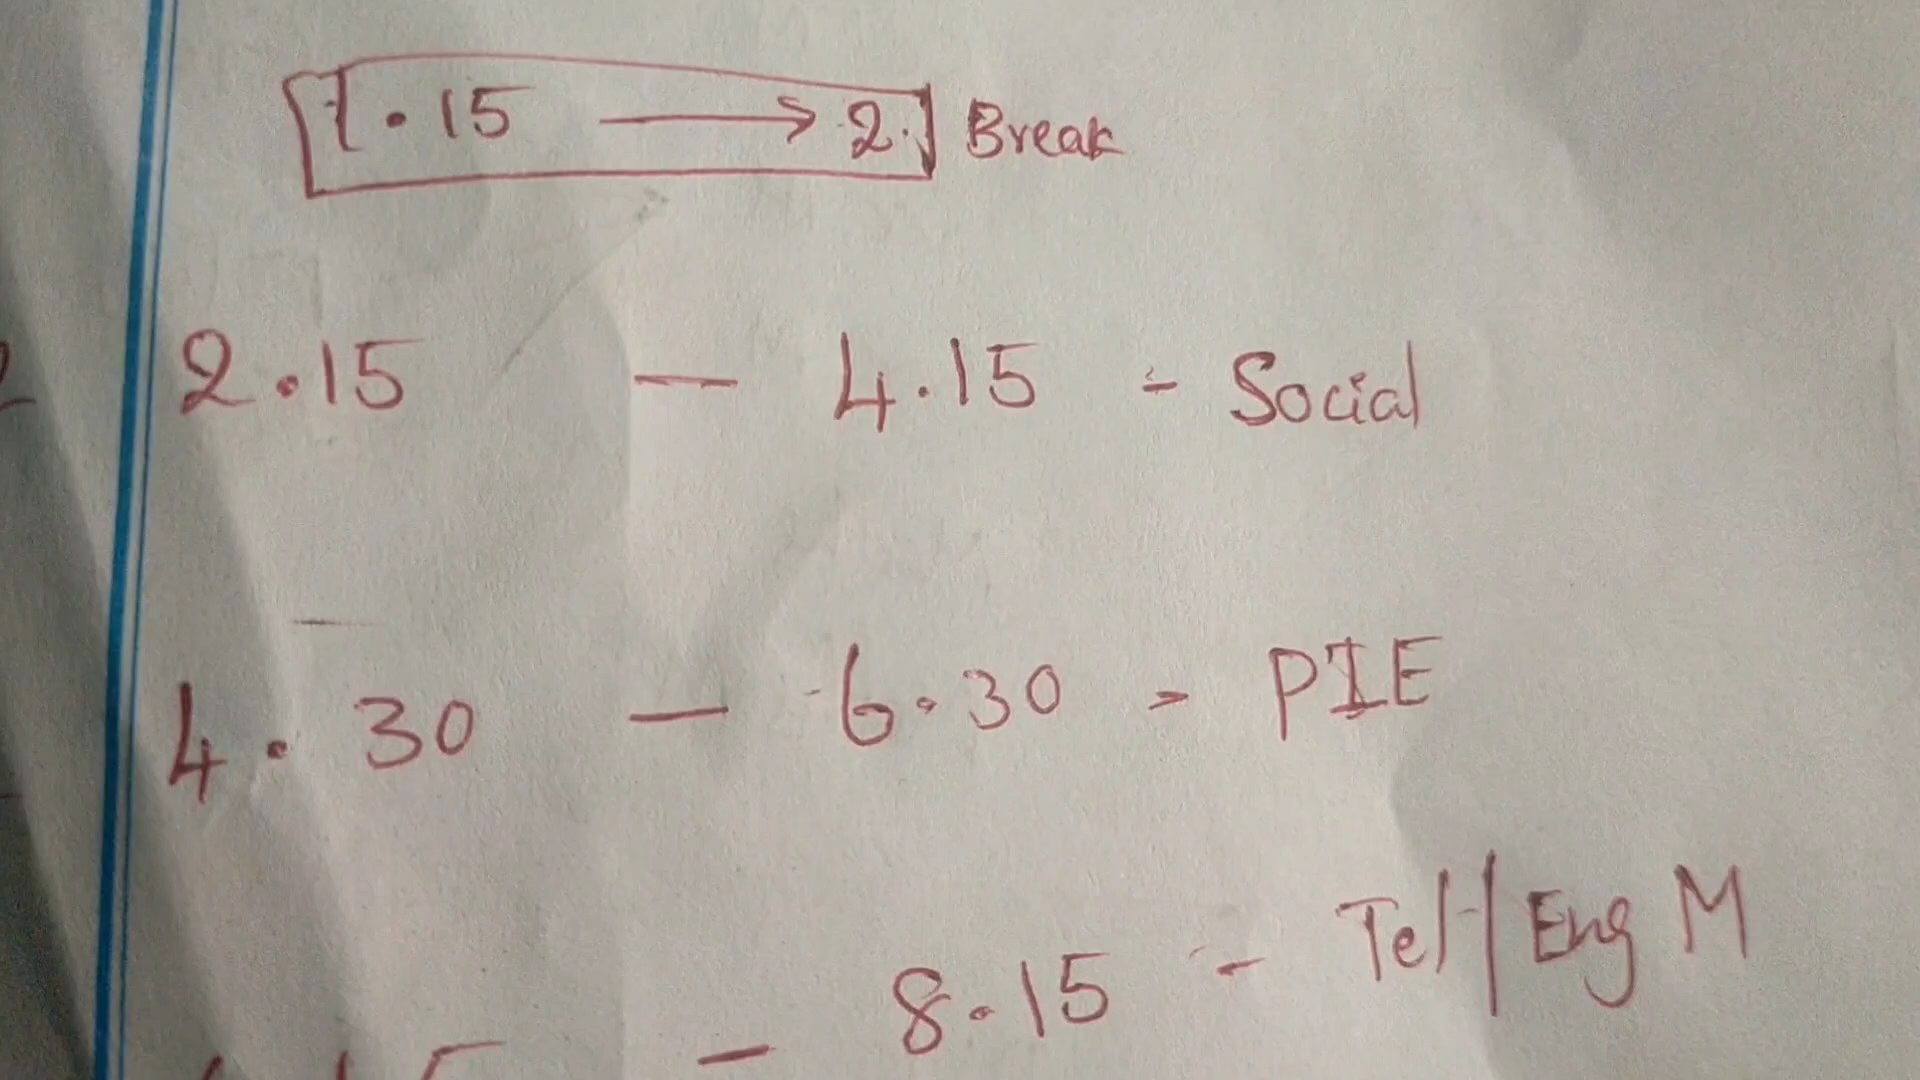 1.15 → 2. Break
2.15 — 4.15 - Social
4.30 — 6.30 - PIE
— 8.15 - Tel/Eng M